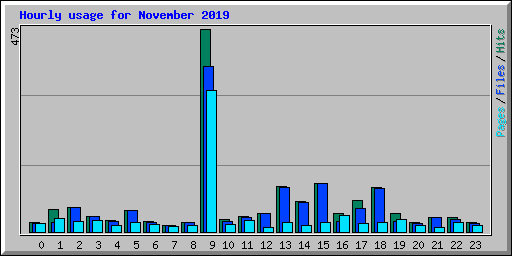 Hourly usage for November 2019
473
Pages/Files/Hits
0 1 2 3 4 5 6 7 8 9 10 11 12 13 14 15 16 17 18 19 20 21 22 23